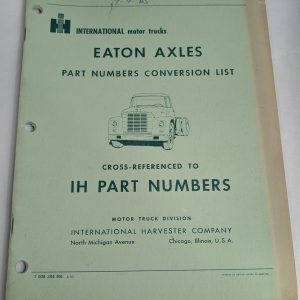 IH INTERNATIONAL motor trucks
EATON AXLES
PART NUMBERS CONVERSION LIST
CROSS-REFERENCED TO
IH PART NUMBERS
MOTOR TRUCK DIVISION
INTERNATIONAL HARVESTER COMPANY
North Michigan Avenue Chicago, Illinois, U.S.A.